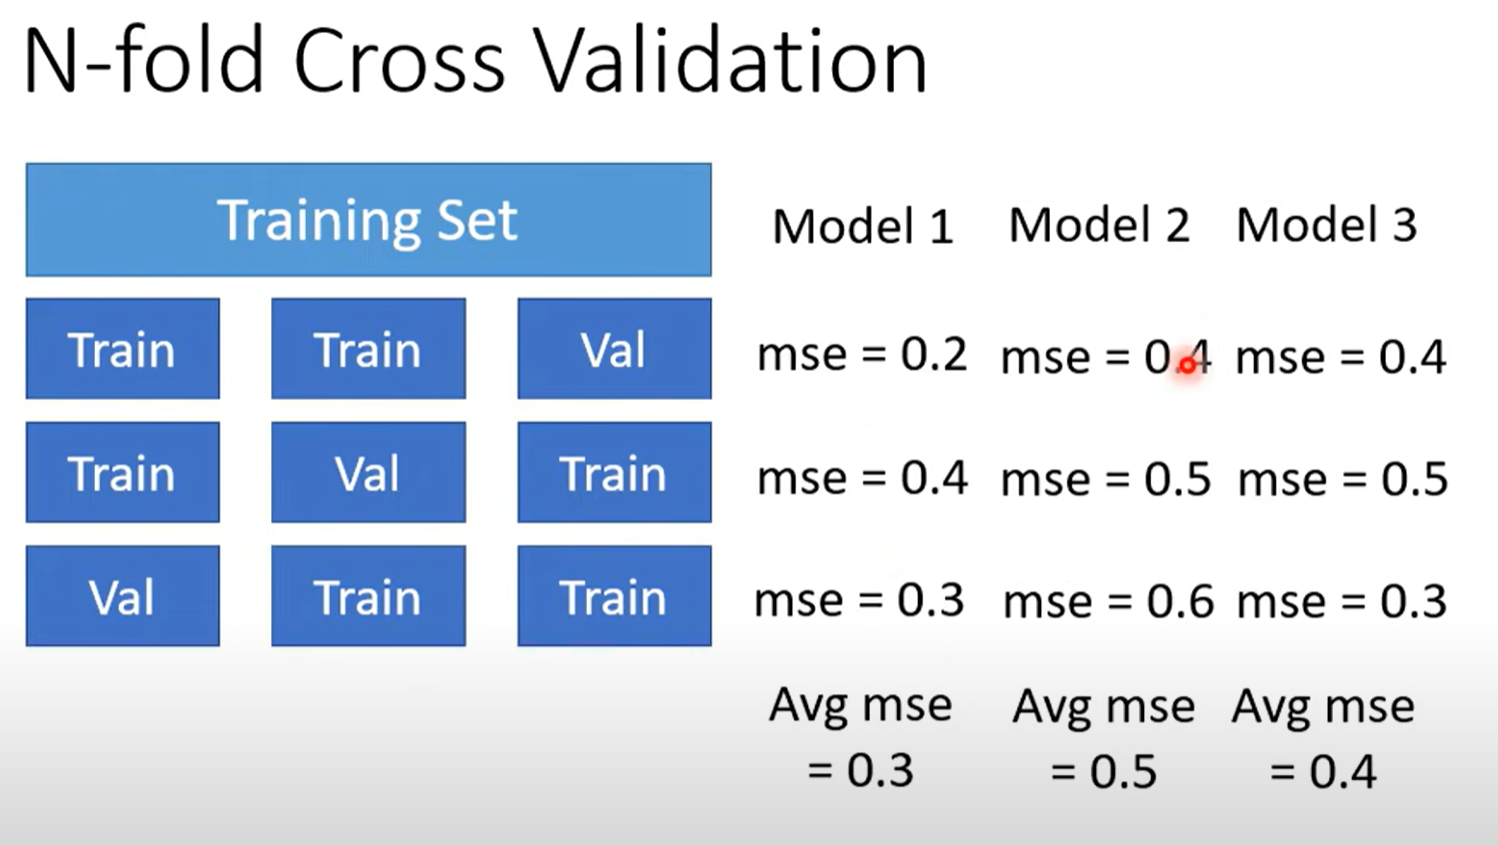 N-fold Cross Validation
Training Set
Model 1 Model 2 Model 3
Train Train Val mse = 0.2 mse = 0.4 mse = 0.4
Train Val Train mse = 0.4 mse = 0.5 mse = 0.5
Val Train Train mse = 0.3 mse = 0.6 mse = 0.3
Avg mse Avg mse Avg mse
= 0.3 = 0.5 = 0.4